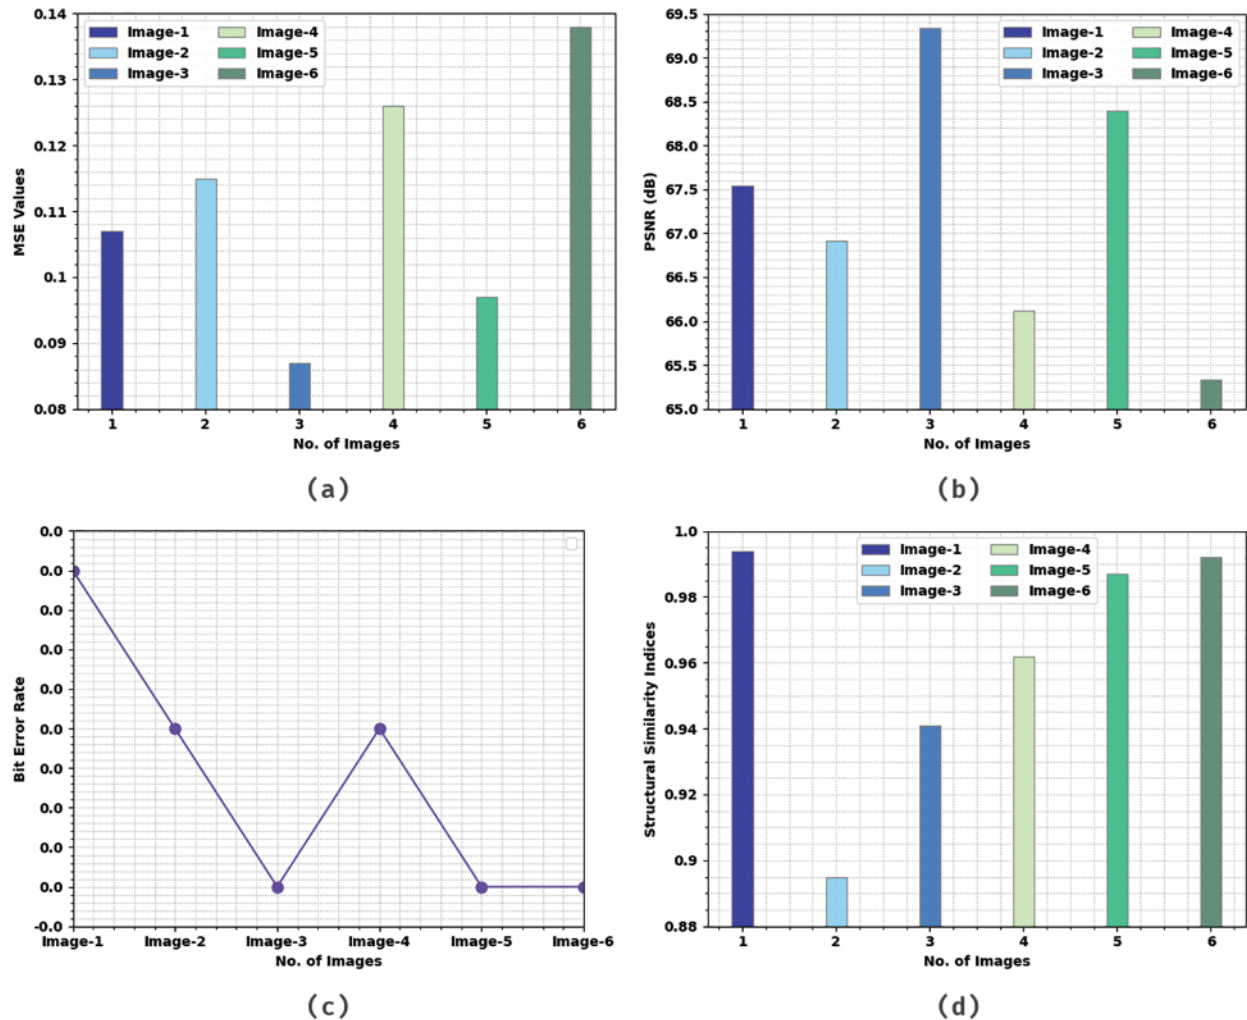 0.14
0.13
0.12
0.11
0.1
0.09
0.08
MSE Values
Image-1 Image-4
Image-2 Image-5
Image-3 Image-6
1 2 3 4 5 6
No. of Images
(a)
69.5
69.0
68.5
68.0
67.5
67.0
66.5
66.0
65.5
65.0
PSNR (dB)
Image-1 Image-4
Image-2 Image-5
Image-3 Image-6
1 2 3 4 5 6
No. of Images
(b)
0.0
0.0
0.0
0.0
0.0
0.0
0.0
0.0
0.0
0.0
-0.0
Bit Error Rate
Image-1 Image-2 Image-3 Image-4 Image-5 Image-6
No. of Images
(c)
1.0
0.98
0.96
0.94
0.92
0.9
0.88
Structural Similarity Indices
Image-1 Image-4
Image-2 Image-5
Image-3 Image-6
1 2 3 4 5 6
No. of Images
(d)